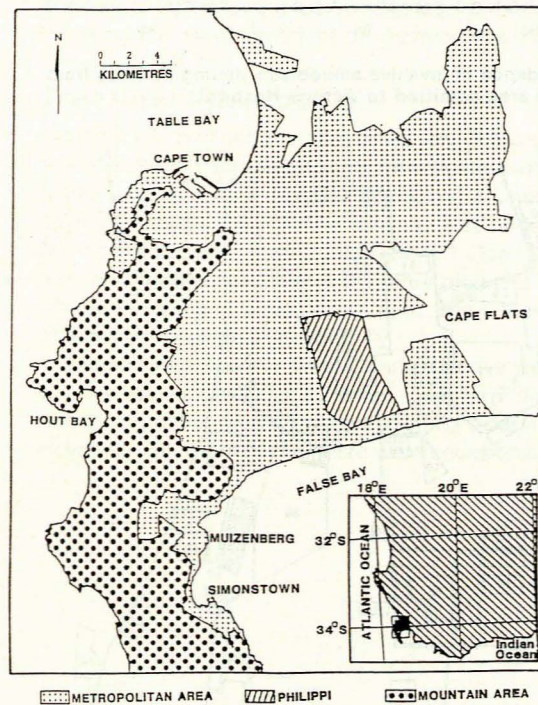 N
0 2 4
KILOMETRES
TABLE BAY
CAPE TOWN
CAPE FLATS
HOUT BAY
FALSE BAY
MUIZENBERG
SIMONSTOWN
18°E 20°E 22°
32°S
34°S
ATLANTIC OCEAN
Indian
Ocean
METROPOLITAN AREA PHILIPPI MOUNTAIN AREA